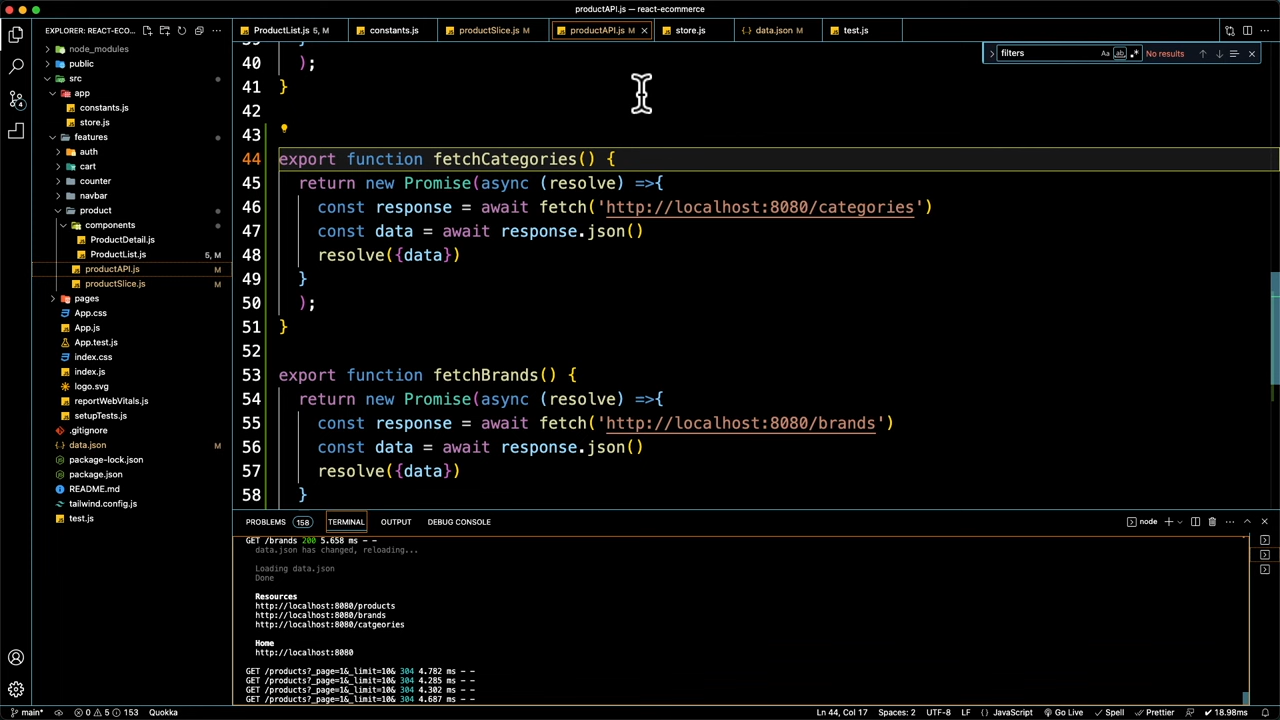 productAPI.js — react-ecommerce
EXPLORER: REACT-ECO...
ProductList.js 5, M
constants.js
productSlice.js M
productAPI.js M
store.js
data.json M
test.js
filters
Aa
ab
No results
node_modules
public
src
app
constants.js
store.js
features
auth
cart
counter
navbar
product
components
ProductDetail.js
ProductList.js 5, M
productAPI.js M
productSlice.js M
pages
App.css
App.js
App.test.js
index.css
index.js
logo.svg
reportWebVitals.js
setupTests.js
.gitignore
data.json M
package-lock.json
package.json
README.md
tailwind.config.js
test.js
39 }
40 );
41 }
42
43
44 export function fetchCategories() {
45 return new Promise(async (resolve) =>{
46 const response = await fetch('http://localhost:8080/categories')
47 const data = await response.json()
48 resolve({data})
49 }
50 );
51 }
52
53 export function fetchBrands() {
54 return new Promise(async (resolve) =>{
55 const response = await fetch('http://localhost:8080/brands')
56 const data = await response.json()
57 resolve({data})
58 }
PROBLEMS 158 TERMINAL OUTPUT DEBUG CONSOLE
node
GET /brands 200 5.658 ms - -
data.json has changed, reloading...
Loading data.json
Done
Resources
http://localhost:8080/products
http://localhost:8080/brands
http://localhost:8080/catgeories
Home
http://localhost:8080
GET /products?_page=1&_limit=10& 304 4.782 ms - -
GET /products?_page=1&_limit=10& 304 4.285 ms - -
GET /products?_page=1&_limit=10& 304 4.302 ms - -
GET /products?_page=1&_limit=10& 304 4.687 ms - -
main* 0 5 153 Quokka
Ln 44, Col 17 Spaces: 2 UTF-8 LF {} JavaScript Go Live Spell Prettier 18.98ms